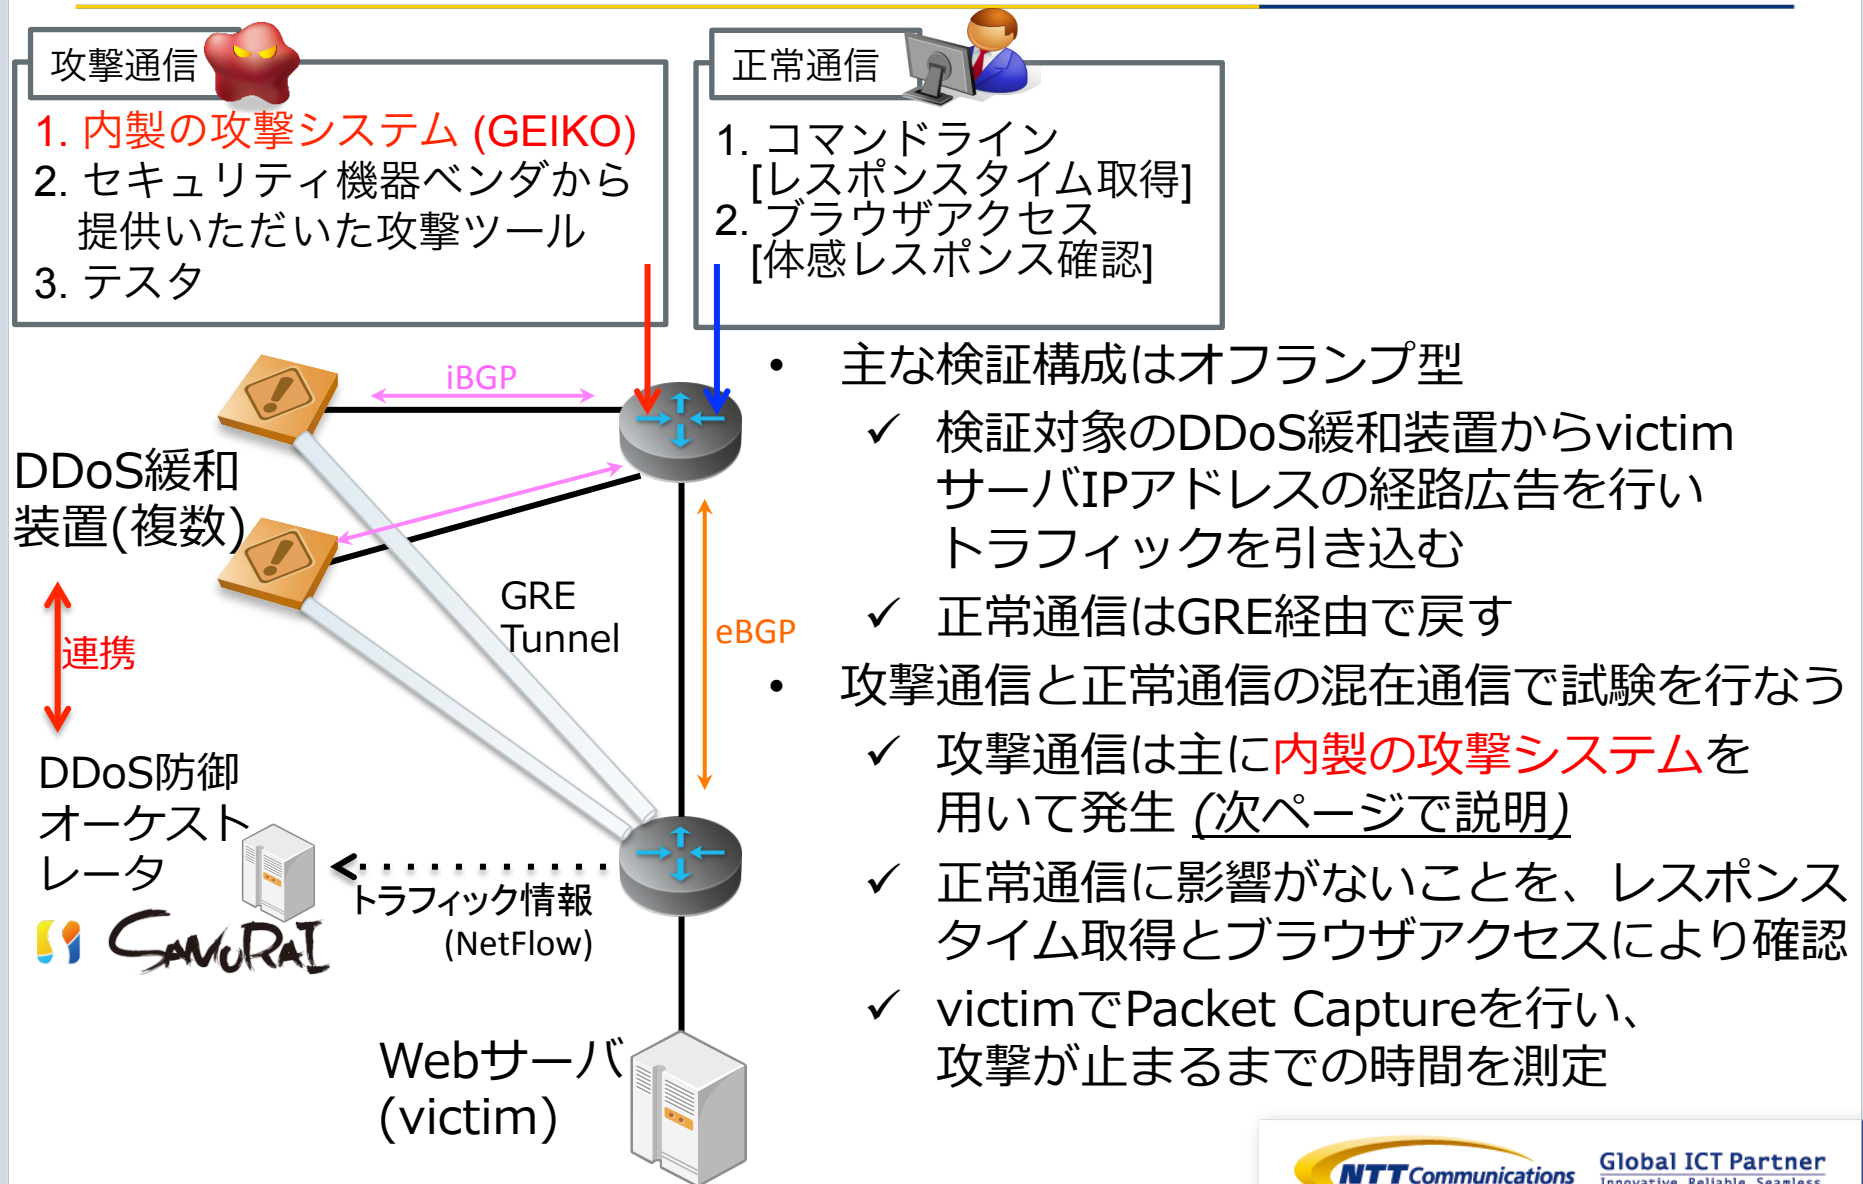 攻撃通信
1. 内製の攻撃システム (GEIKO)
2. セキュリティ機器ベンダから
提供いただいた攻撃ツール
3. テスタ
正常通信
1. コマンドライン
[レスポンスタイム取得]
2. ブラウザアクセス
[体感レスポンス確認]
iBGP
DDoS緩和
装置(複数)
GRE
Tunnel
eBGP
連携
DDoS防御
オーケスト
レータ
SAMURAI
トラフィック情報
(NetFlow)
Webサーバ
(victim)
• 主な検証構成はオフランプ型
✓ 検証対象のDDoS緩和装置からvictim
サーバIPアドレスの経路広告を行い
トラフィックを引き込む
✓ 正常通信はGRE経由で戻す
• 攻撃通信と正常通信の混在通信で試験を行なう
✓ 攻撃通信は主に内製の攻撃システムを
用いて発生 (次ページで説明)
✓ 正常通信に影響がないことを、レスポンス
タイム取得とブラウザアクセスにより確認
✓ victimでPacket Captureを行い、
攻撃が止まるまでの時間を測定
NTT Communications
Global ICT Partner
Innovative. Reliable. Seamless.